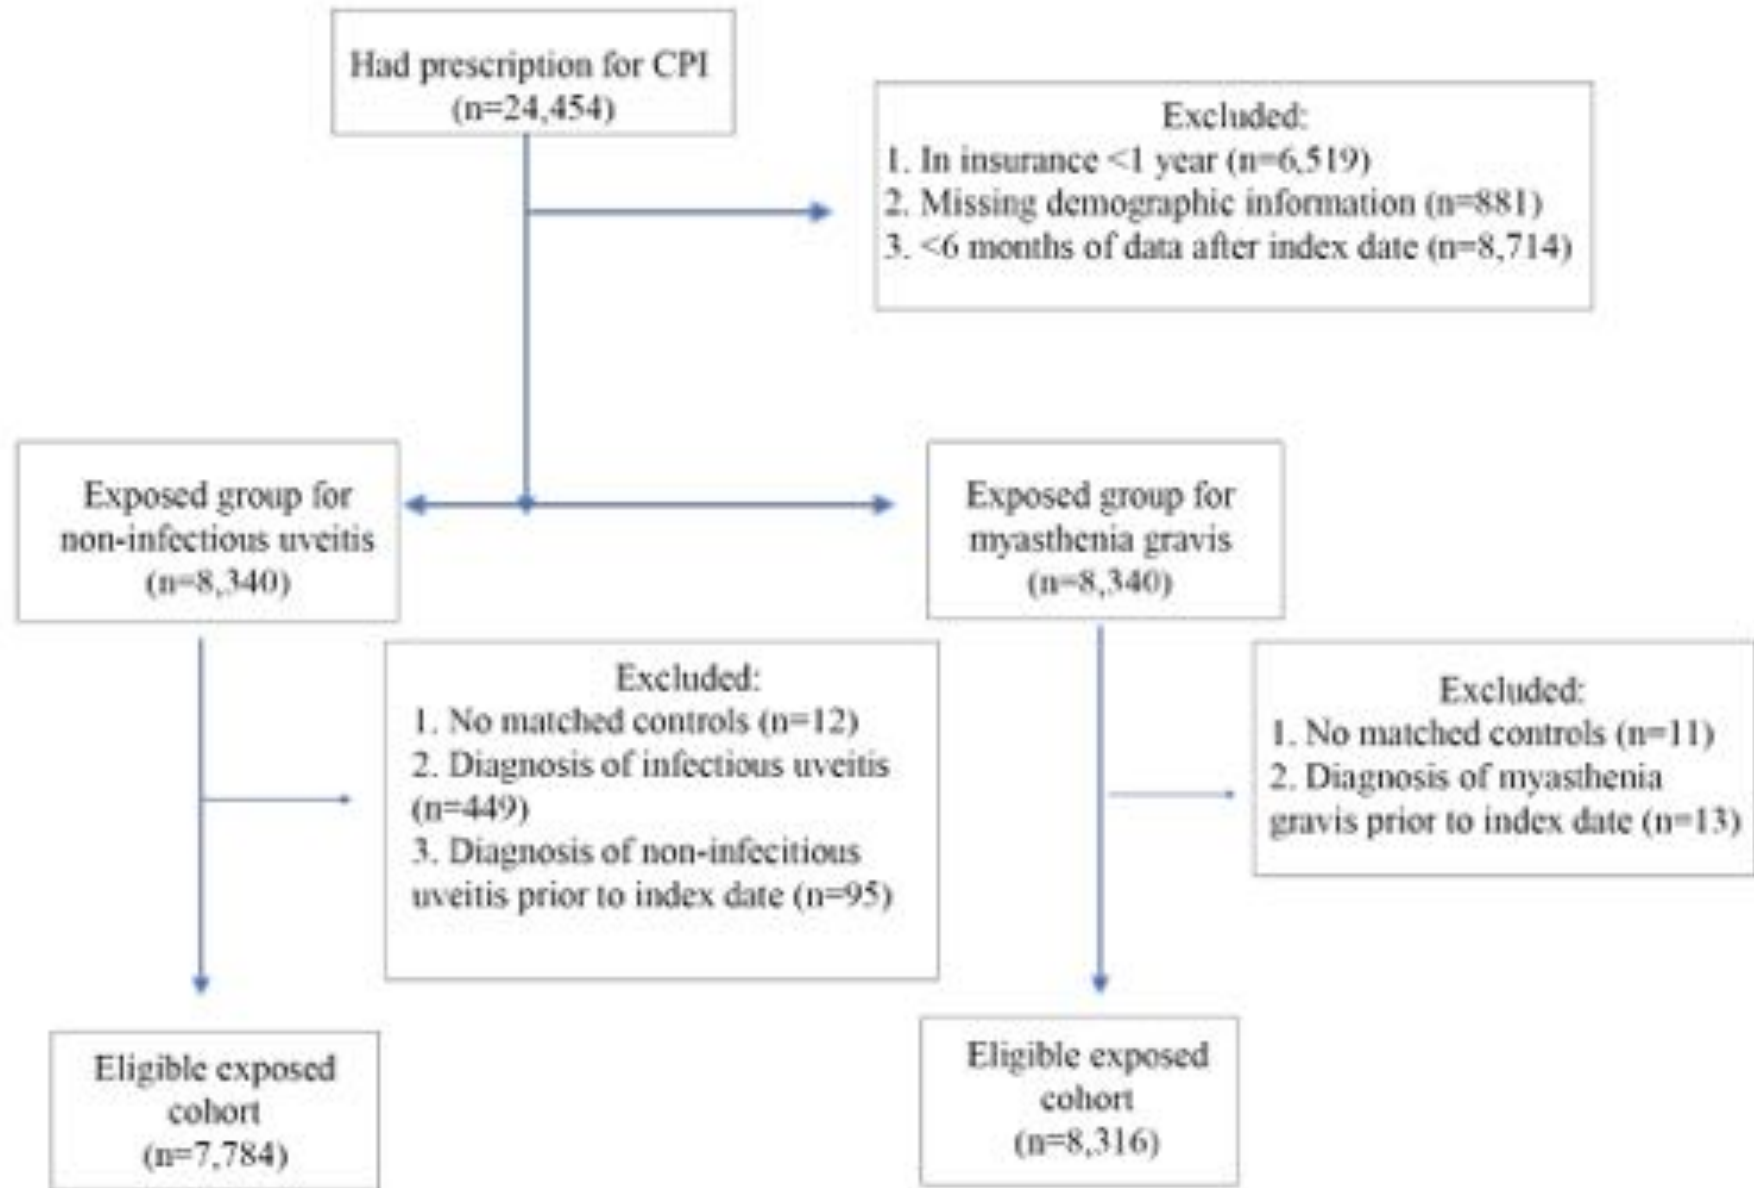 Had prescription for CPI
(n=24,454)
Excluded:
1. In insurance <1 year (n=6,519)
2. Missing demographic information (n=881)
3. <6 months of data after index date (n=8,714)
Exposed group for
non-infectious uveitis
(n=8,340)
Exposed group for
myasthenia gravis
(n=8,340)
Excluded:
1. No matched controls (n=12)
2. Diagnosis of infectious uveitis
(n=449)
3. Diagnosis of non-infecitious
uveitis prior to index date (n=95)
Excluded:
1. No matched controls (n=11)
2. Diagnosis of myasthenia
gravis prior to index date (n=13)
Eligible exposed
cohort
(n=7,784)
Eligible exposed
cohort
(n=8,316)